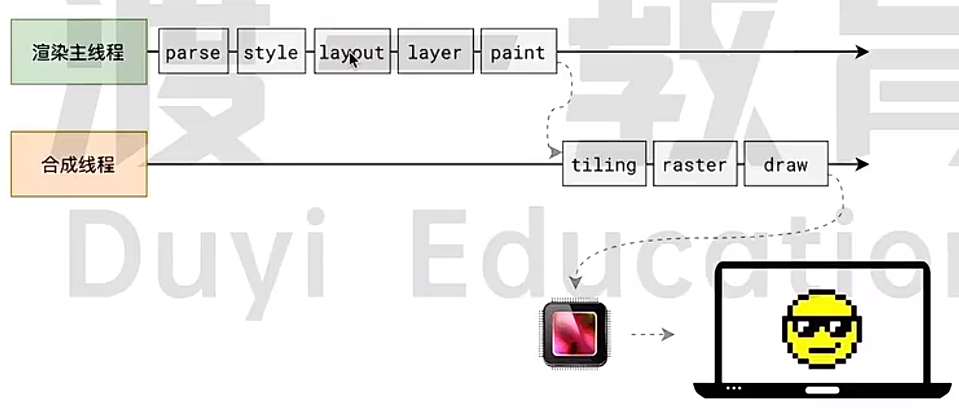 渲染主线程 parse style layout layer paint
合成线程 tiling raster draw
渡一教育
Duyi Education